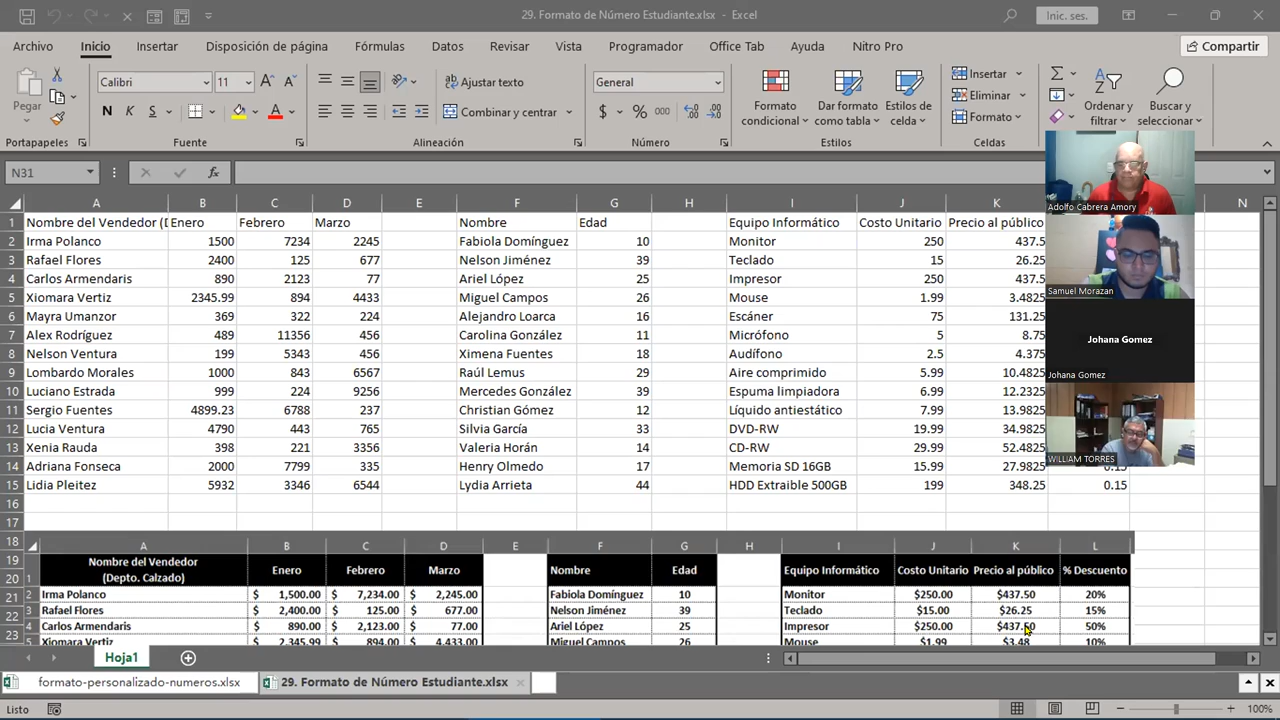 29. Formato de Número Estudiante.xlsx - Excel
Inic. ses.
Archivo Inicio Insertar Disposición de página Fórmulas Datos Revisar Vista Programador Office Tab Ayuda Nitro Pro Compartir
Pegar
Calibri 11
N K S
Ajustar texto
Combinar y centrar
General
$ % 000
Formato condicional
Dar formato como tabla
Estilos de celda
Insertar
Eliminar
Formato
Ordenar y filtrar
Buscar y seleccionar
Portapapeles Fuente Alineación Número Estilos Celdas
N31 fx
A B C D E F G H I J K N
1 Nombre del Vendedor (D Enero Febrero Marzo Nombre Edad Equipo Informático Costo Unitario Precio al público
2 Irma Polanco 1500 7234 2245 Fabiola Domínguez 10 Monitor 250 437.5
3 Rafael Flores 2400 125 677 Nelson Jiménez 39 Teclado 15 26.25
4 Carlos Armendaris 890 2123 77 Ariel López 25 Impresor 250 437.5
5 Xiomara Vertiz 2345.99 894 4433 Miguel Campos 26 Mouse 1.99 3.4825
6 Mayra Umanzor 369 322 224 Alejandro Loarca 16 Escáner 75 131.25
7 Alex Rodríguez 489 11356 456 Carolina González 11 Micrófono 5 8.75
8 Nelson Ventura 199 5343 456 Ximena Fuentes 18 Audífono 2.5 4.375
9 Lombardo Morales 1000 843 6567 Raúl Lemus 29 Aire comprimido 5.99 10.4825
10 Luciano Estrada 999 224 9256 Mercedes González 39 Espuma limpiadora 6.99 12.2325
11 Sergio Fuentes 4899.23 6788 237 Christian Gómez 12 Líquido antiestático 7.99 13.9825
12 Lucia Ventura 4790 443 765 Silvia García 33 DVD-RW 19.99 34.9825
13 Xenia Rauda 398 221 3356 Valeria Horán 14 CD-RW 29.99 52.4825
14 Adriana Fonseca 2000 7799 335 Henry Olmedo 17 Memoria SD 16GB 15.99 27.9825 0.15
15 Lidia Pleitez 5932 3346 6544 Lydia Arrieta 44 HDD Extraible 500GB 199 348.25 0.15
16
17
18
19
20
21
22
23
Adolfo Cabrera Amory
Samuel Morazan
Johana Gomez
Johana Gomez
WILLIAM TORRES
A B C D E F G H I J K L
1 Nombre del Vendedor (Depto. Calzado) Enero Febrero Marzo Nombre Edad Equipo Informático Costo Unitario Precio al público % Descuento
2 Irma Polanco $ 1,500.00 $ 7,234.00 $ 2,245.00 Fabiola Domínguez 10 Monitor $250.00 $437.50 20%
3 Rafael Flores $ 2,400.00 $ 125.00 $ 677.00 Nelson Jiménez 39 Teclado $15.00 $26.25 15%
4 Carlos Armendaris $ 890.00 $ 2,123.00 $ 77.00 Ariel López 25 Impresor $250.00 $437.50 50%
5 Xiomara Vertiz $ 2,345.99 $ 894.00 $ 4,433.00 Miguel Campos 26 Mouse $1.99 $3.48 10%
Hoja1
formato-personalizado-numeros.xlsx
29. Formato de Número Estudiante.xlsx
Listo
100%